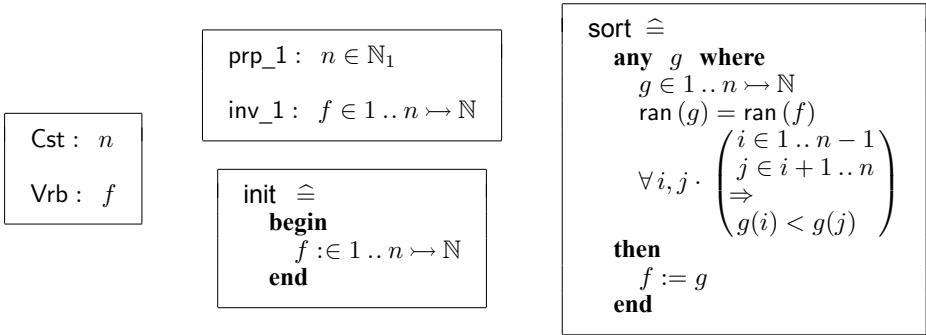 Cst : n
Vrb : f
prp_1 : n ∈ ℕ₁
inv_1 : f ∈ 1 .. n ↣ ℕ
init ≙
begin
f :∈ 1 .. n ↣ ℕ
end
sort ≙
any g where
g ∈ 1 .. n ↣ ℕ
ran (g) = ran (f)
∀ i, j · ( i ∈ 1 .. n − 1
j ∈ i + 1 .. n
⇒
g(i) < g(j) )
then
f := g
end